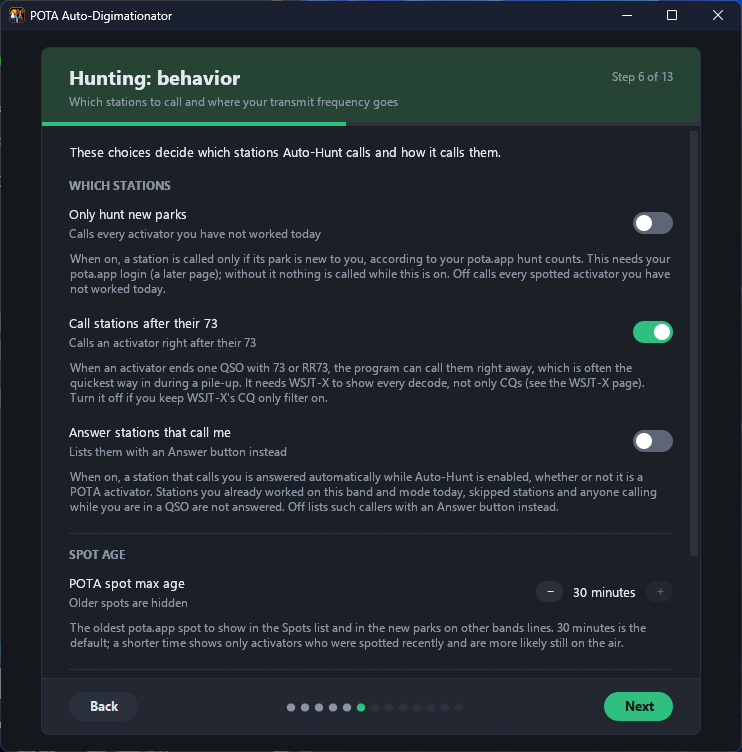 POTA Auto-Digimationator
Hunting: behavior
Step 6 of 13
Which stations to call and where your transmit frequency goes
These choices decide which stations Auto-Hunt calls and how it calls them.
WHICH STATIONS
Only hunt new parks
Calls every activator you have not worked today
When on, a station is called only if its park is new to you, according to your pota.app hunt counts. This needs your
pota.app login (a later page); without it nothing is called while this is on. Off calls every spotted activator you have
not worked today.
Call stations after their 73
Calls an activator right after their 73
When an activator ends one QSO with 73 or RR73, the program can call them right away, which is often the
quickest way in during a pile-up. It needs WSJT-X to show every decode, not only CQs (see the WSJT-X page).
Turn it off if you keep WSJT-X's CQ only filter on.
Answer stations that call me
Lists them with an Answer button instead
When on, a station that calls you is answered automatically while Auto-Hunt is enabled, whether or not it is a
POTA activator. Stations you already worked on this band and mode today, skipped stations and anyone calling
while you are in a QSO are not answered. Off lists such callers with an Answer button instead.
SPOT AGE
POTA spot max age
− 30 minutes +
Older spots are hidden
The oldest pota.app spot to show in the Spots list and in the new parks on other bands lines. 30 minutes is the
default; a shorter time shows only activators who were spotted recently and are more likely still on the air.
Back
Next